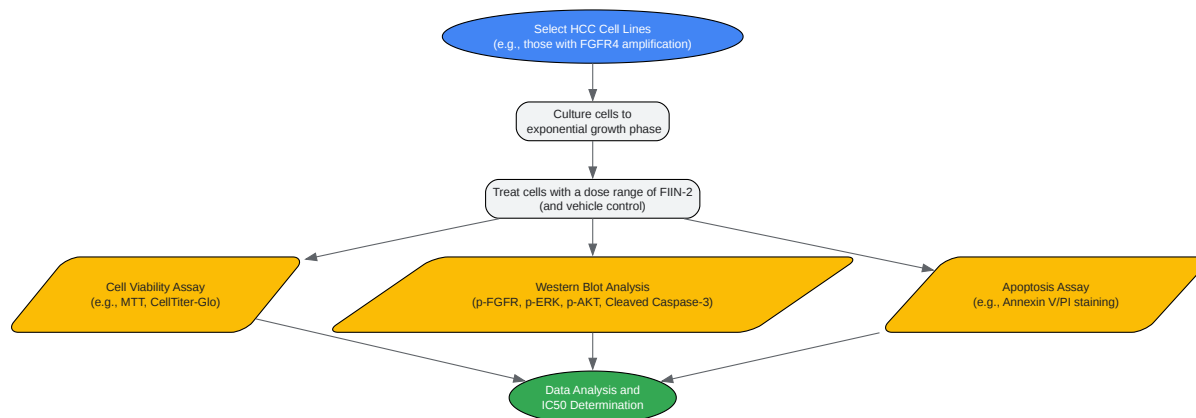 Select HCC Cell Lines
(e.g., those with FGFR4 amplification)
Culture cells to
exponential growth phase
Treat cells with a dose range of FIIN-2
(and vehicle control)
Cell Viability Assay
(e.g., MTT, CellTiter-Glo)
Western Blot Analysis
(p-FGFR, p-ERK, p-AKT, Cleaved Caspase-3)
Apoptosis Assay
(e.g., Annexin V/PI staining)
Data Analysis and
IC50 Determination